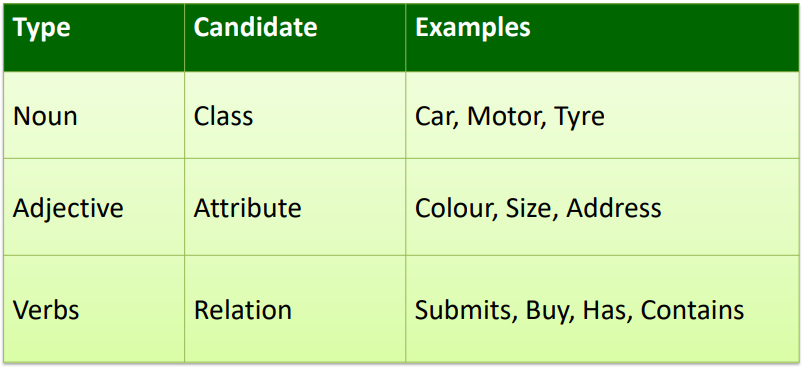 Type Candidate Examples
Noun Class Car, Motor, Tyre
Adjective Attribute Colour, Size, Address
Verbs Relation Submits, Buy, Has, Contains